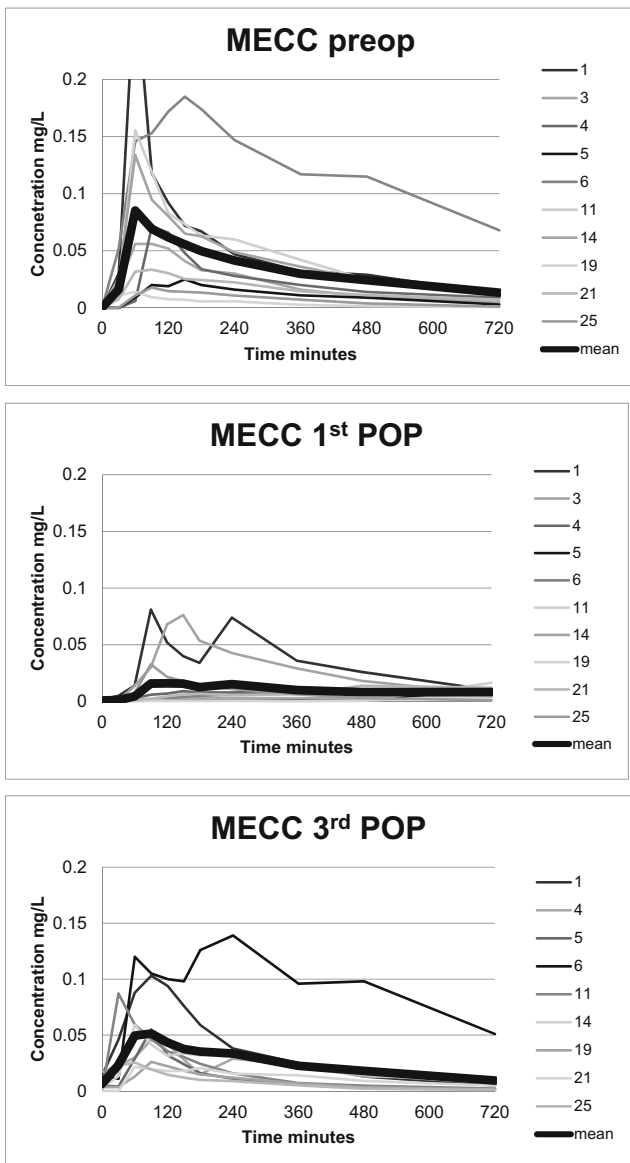 MECC preop
Concnetration mg/L
0.2
0.15
0.1
0.05
0
0 120 240 360 480 600 720
Time minutes
1
3
4
5
6
11
14
19
21
25
mean
MECC 1st POP
Concentration mg/L
0.2
0.15
0.1
0.05
0
0 120 240 360 480 600 720
Time minutes
1
3
4
5
6
11
14
19
21
25
mean
MECC 3rd POP
Concentration mg/L
0.2
0.15
0.1
0.05
0
0 120 240 360 480 600 720
Time minutes
1
4
5
6
11
14
19
21
25
mean